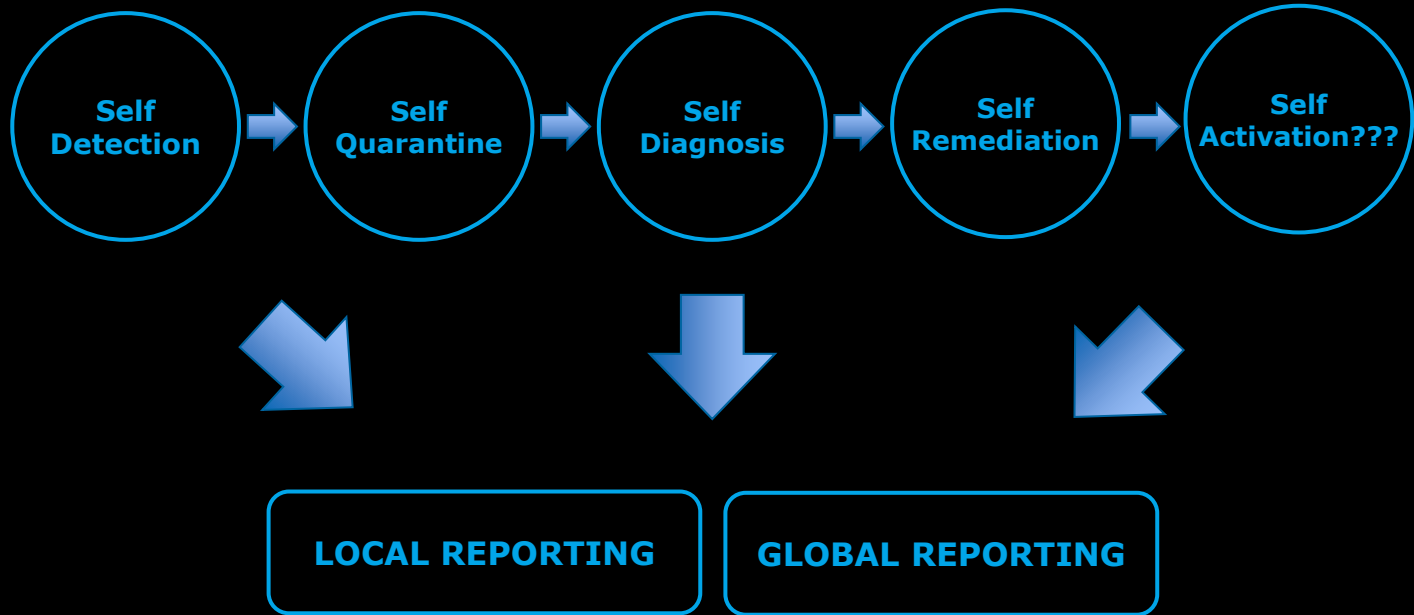 Self
Detection
Self
Quarantine
Self
Diagnosis
Self
Remediation
Self
Activation???
LOCAL REPORTING
GLOBAL REPORTING